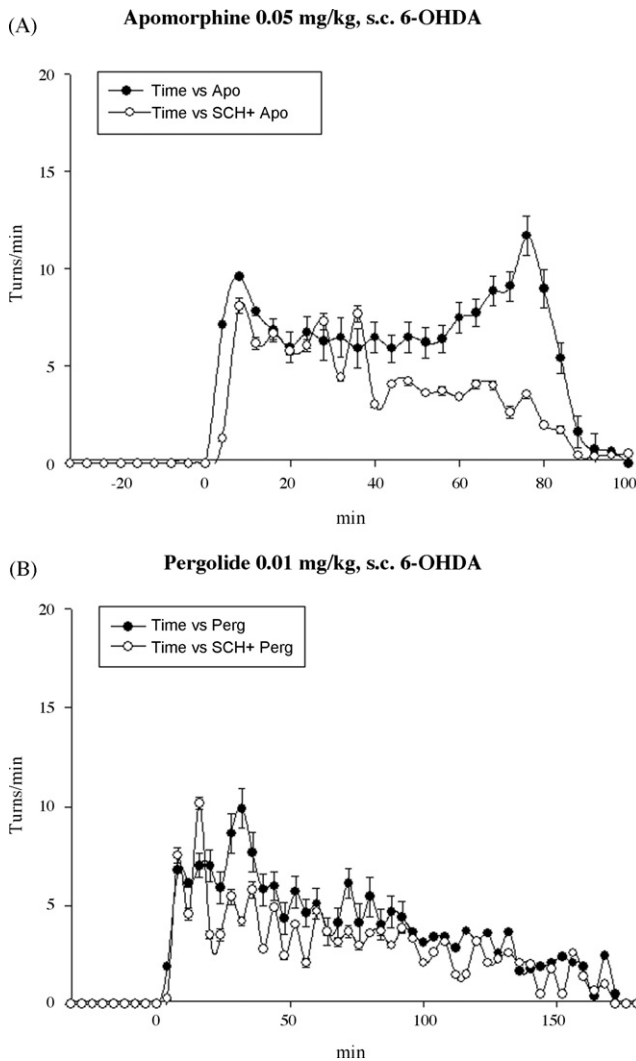 (A)
Apomorphine 0.05 mg/kg, s.c. 6-OHDA
20
Time vs Apo
Time vs SCH+ Apo
15
Turns/min
10
5
0
-20 0 20 40 60 80 100
min
(B)
Pergolide 0.01 mg/kg, s.c. 6-OHDA
20
Time vs Perg
Time vs SCH+ Perg
15
Turns/min
10
5
0
0 50 100 150
min